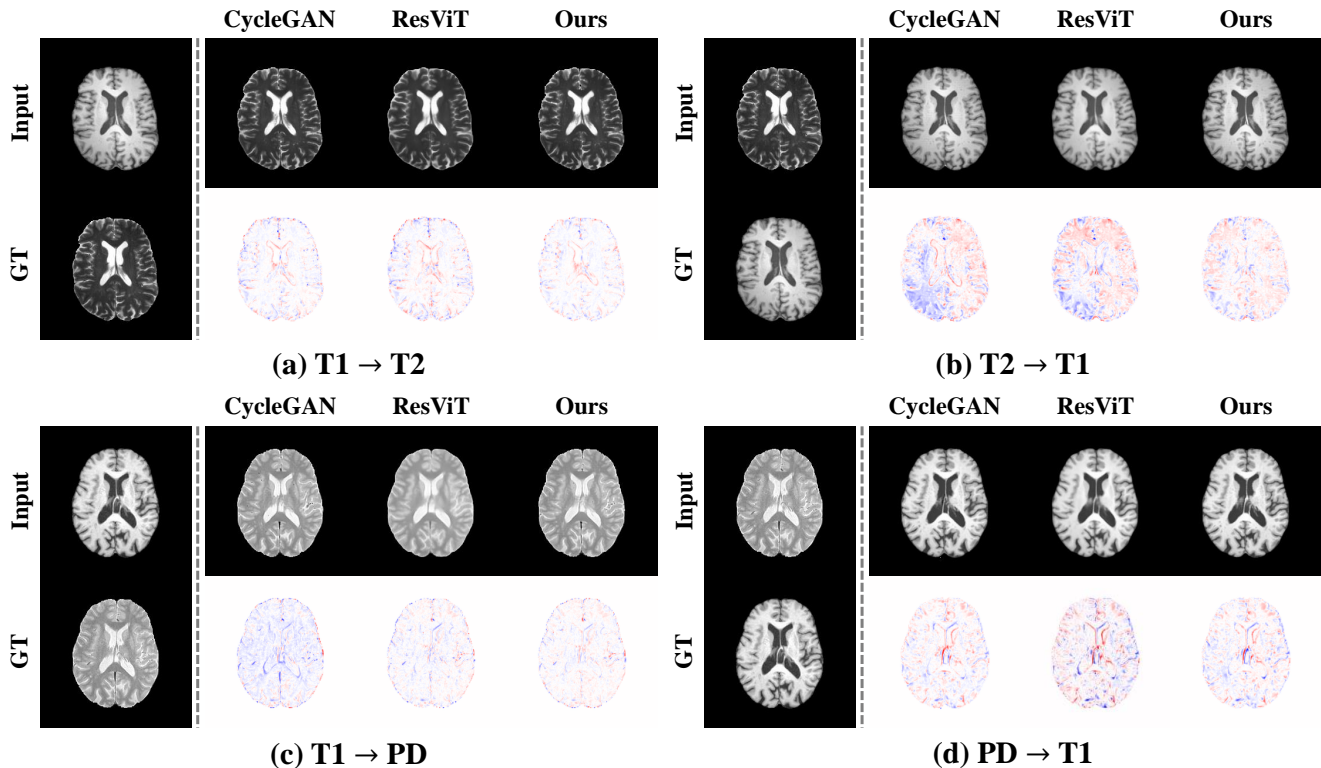 CycleGAN ResViT Ours
Input
GT
(a) T1 → T2
CycleGAN ResViT Ours
Input
GT
(b) T2 → T1
CycleGAN ResViT Ours
Input
GT
(c) T1 → PD
CycleGAN ResViT Ours
Input
GT
(d) PD → T1